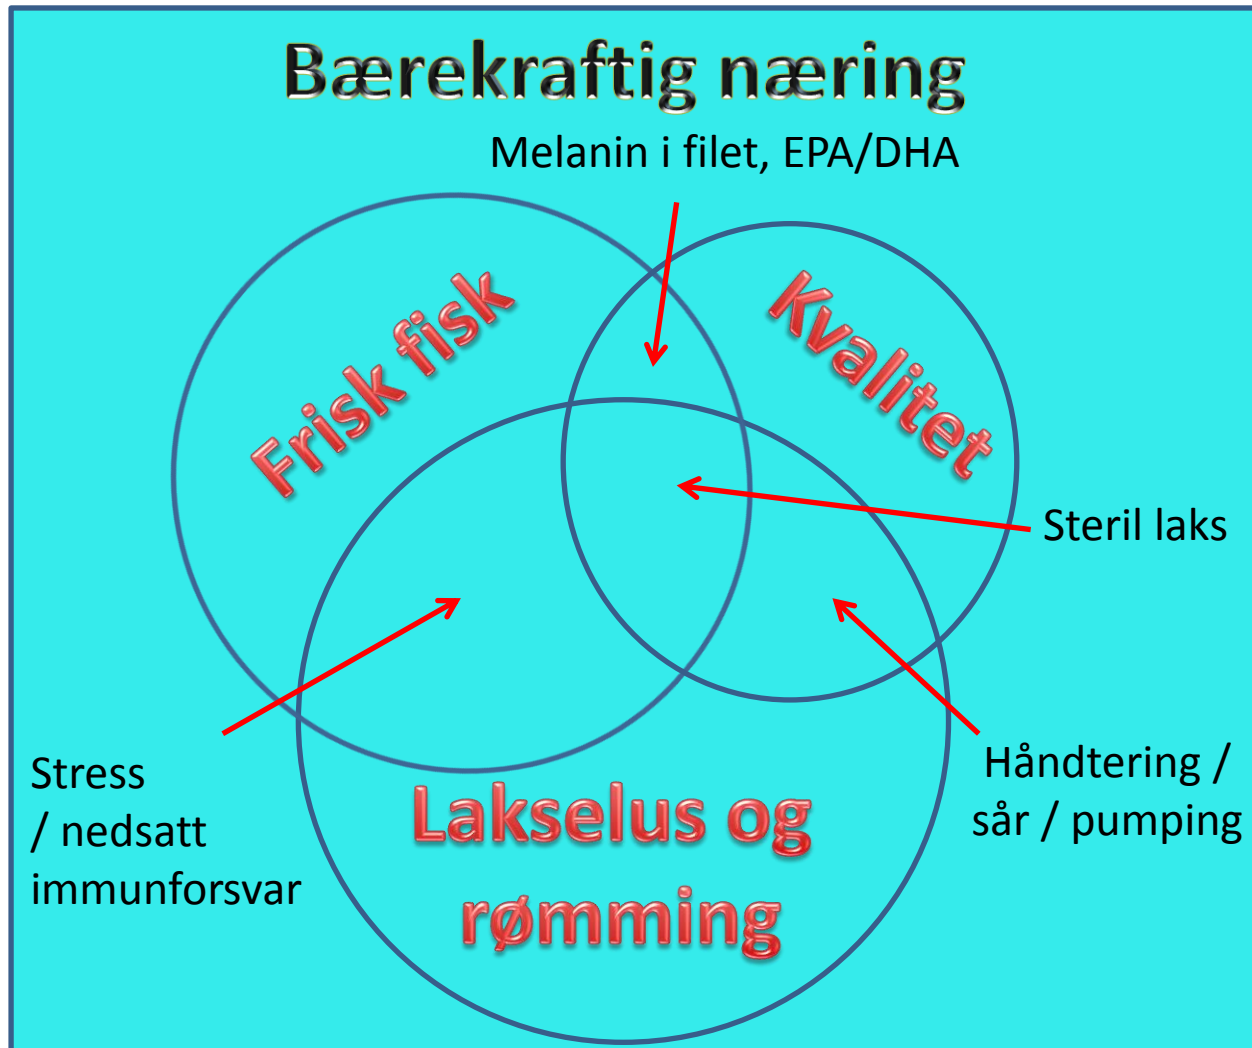 Bærekraftig næring
Melanin i filet, EPA/DHA
Frisk fisk
Kvalitet
Steril laks
Stress
/ nedsatt
immunforsvar
Håndtering /
sår / pumping
Lakselus og
rømming